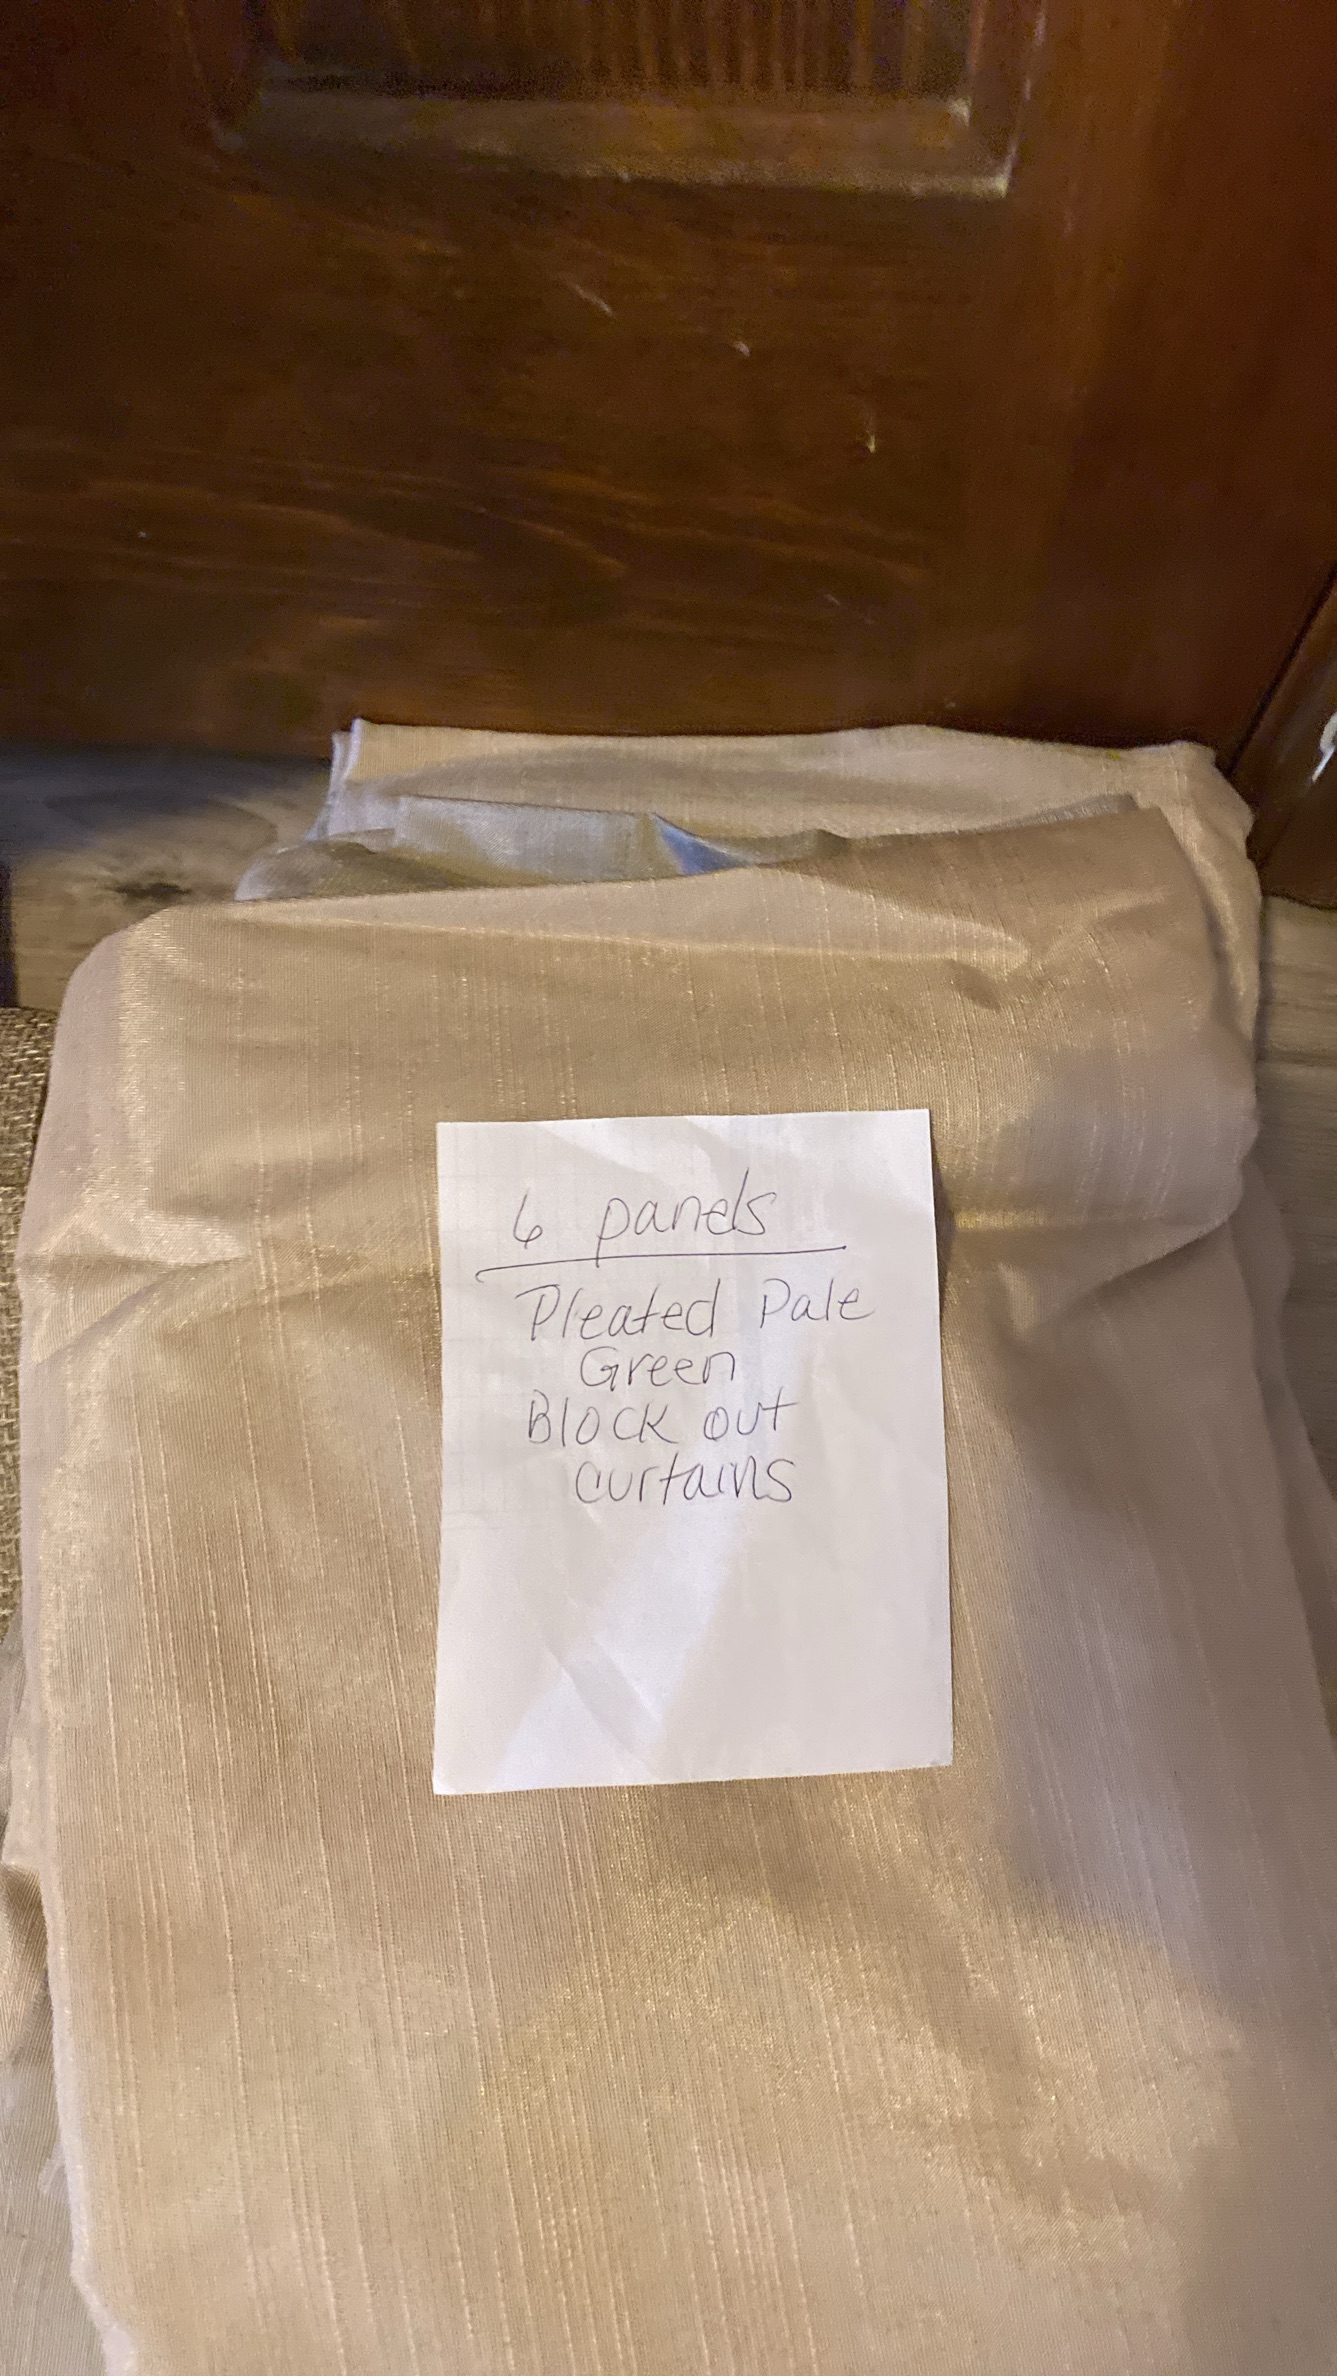 6 panels
Pleated Pale
Green
Block out
curtains